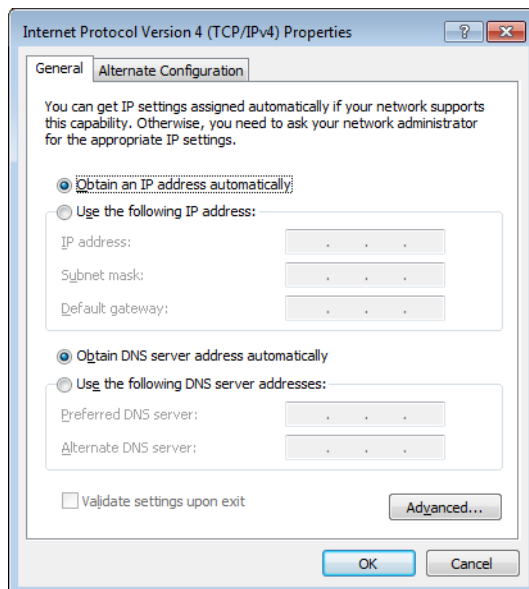 Internet Protocol Version 4 (TCP/IPv4) Properties
General
Alternate Configuration
You can get IP settings assigned automatically if your network supports
this capability. Otherwise, you need to ask your network administrator
for the appropriate IP settings.
Obtain an IP address automatically
Use the following IP address:
IP address:
Subnet mask:
Default gateway:
Obtain DNS server address automatically
Use the following DNS server addresses:
Preferred DNS server:
Alternate DNS server:
Validate settings upon exit
Advanced...
OK
Cancel